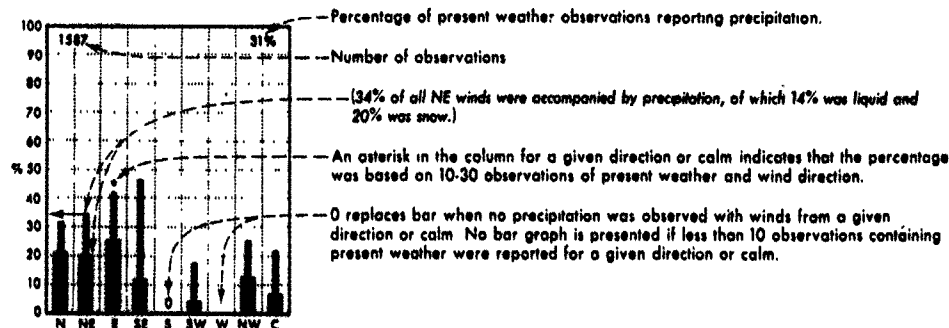 Percentage of present weather observations reporting precipitation.
1587 31%
Number of observations
(34% of all NE winds were accompanied by precipitation, of which 14% was liquid and
20% was snow.)
An asterisk in the column for a given direction or calm indicates that the percentage
was based on 10-30 observations of present weather and wind direction.
0 replaces bar when no precipitation was observed with winds from a given
direction or calm No bar graph is presented if less than 10 observations containing
present weather were reported for a given direction or calm.
100
90
80
70
60
%
50
40
30
20
10
0
0
N NE E SE S SW W NW C